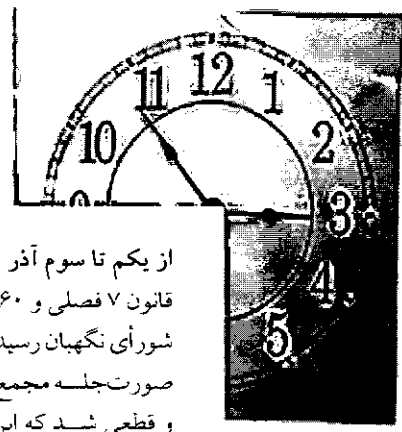 12
11
1
10
2
3
4
5
از یکم تا سوم آذر
قانون ۷ فصلی و ۶۰
شورای نگهبان رسید
صورت‌جلسه مجمع
و قطعی شد که این